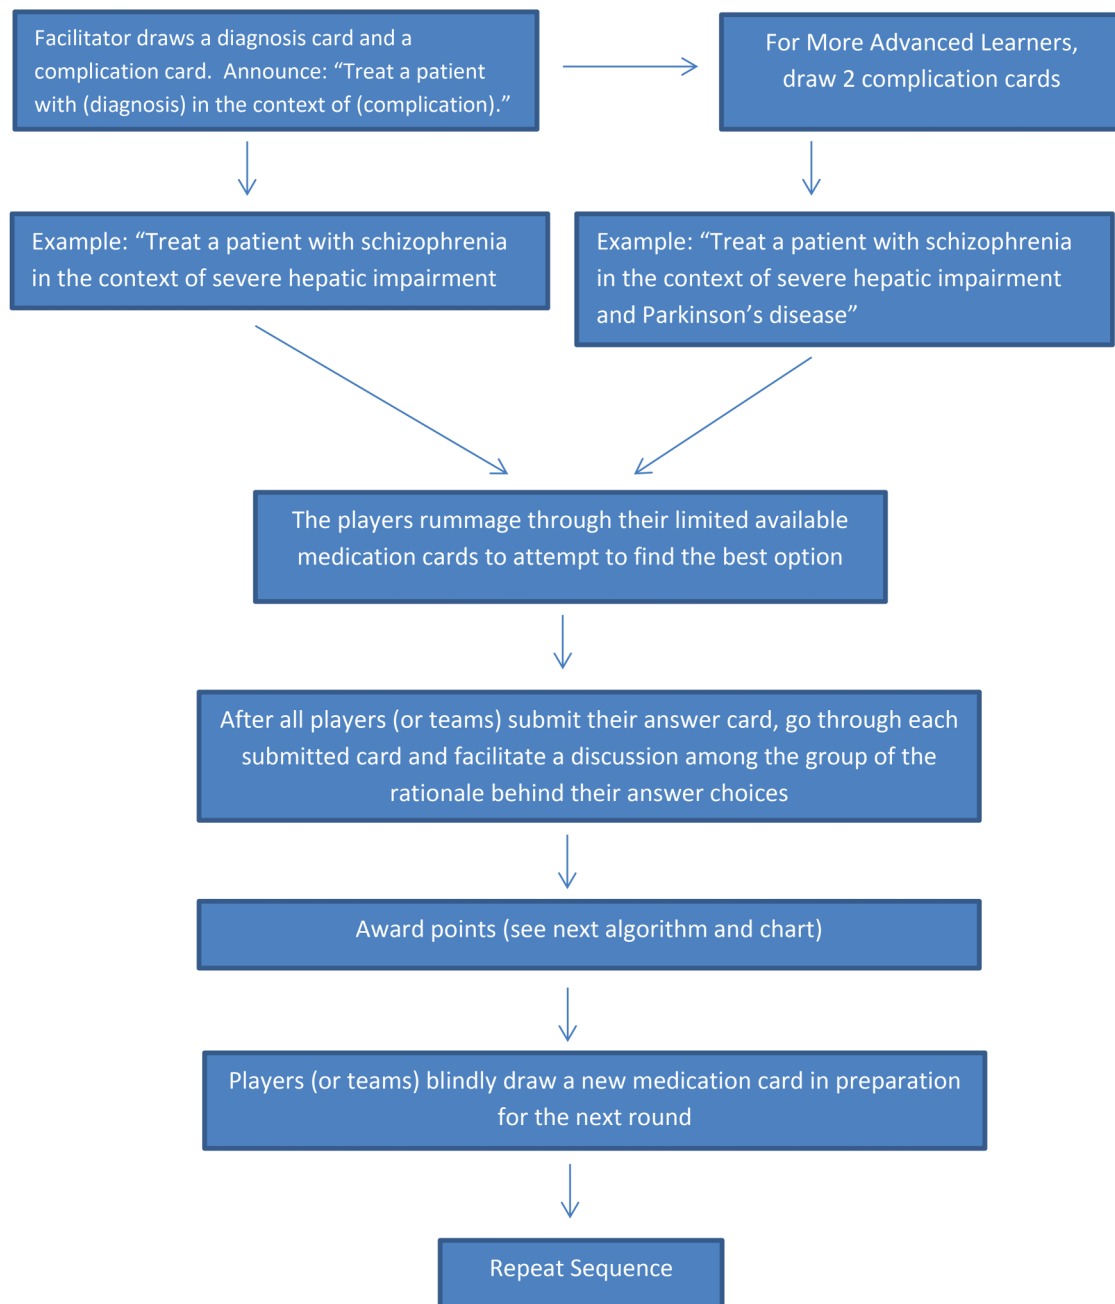 Facilitator draws a diagnosis card and a
complication card.  Announce: “Treat a patient
with (diagnosis) in the context of (complication).”
For More Advanced Learners,
draw 2 complication cards
Example: “Treat a patient with schizophrenia
in the context of severe hepatic impairment
Example: “Treat a patient with schizophrenia
in the context of severe hepatic impairment
and Parkinson’s disease”
The players rummage through their limited available
medication cards to attempt to find the best option
After all players (or teams) submit their answer card, go through each
submitted card and facilitate a discussion among the group of the
rationale behind their answer choices
Award points (see next algorithm and chart)
Players (or teams) blindly draw a new medication card in preparation
for the next round
Repeat Sequence